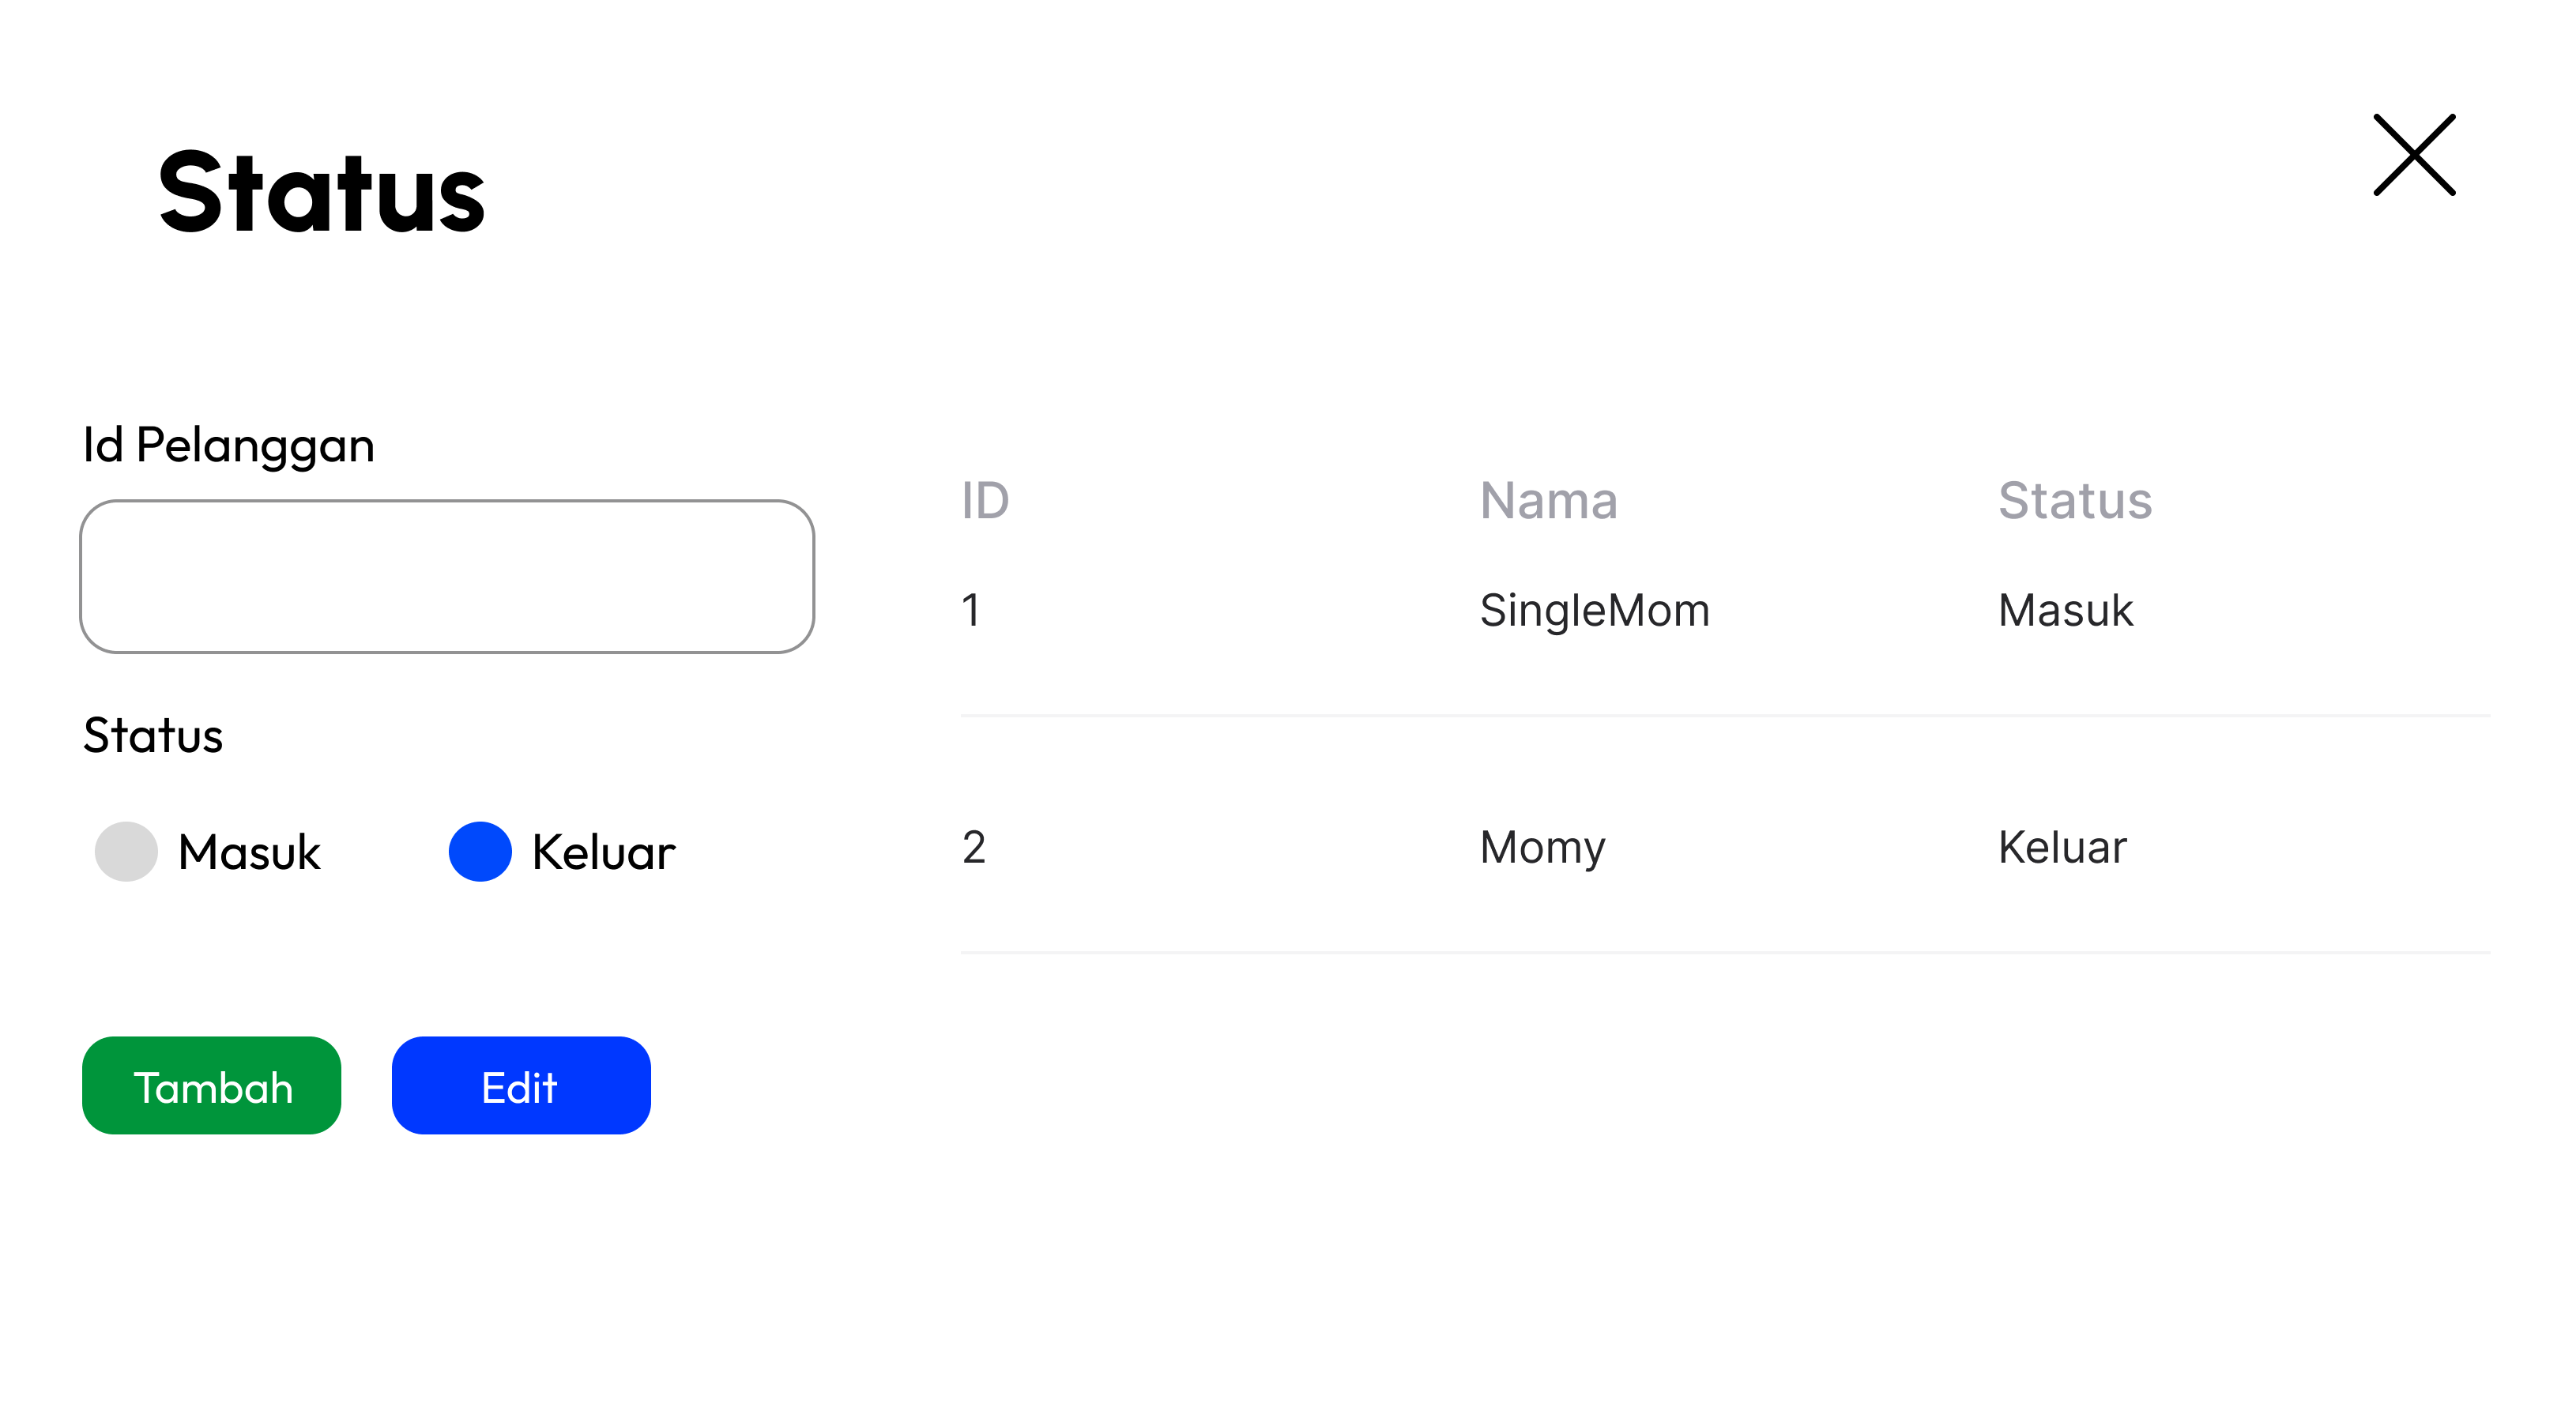 Status
Id Pelanggan
Status
Masuk Keluar
Tambah Edit
ID Nama Status
1 SingleMom Masuk
2 Momy Keluar